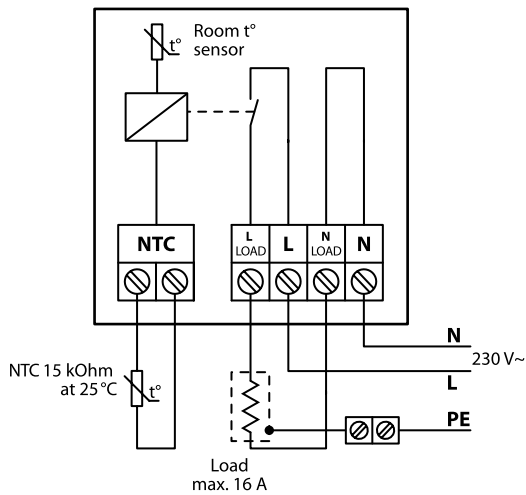 Room t°
sensor
t°
NTC
L
LOAD
L
N
LOAD
N
NTC 15 kOhm
at 25°C
t°
N
230 V~
L
PE
Load
max. 16 A